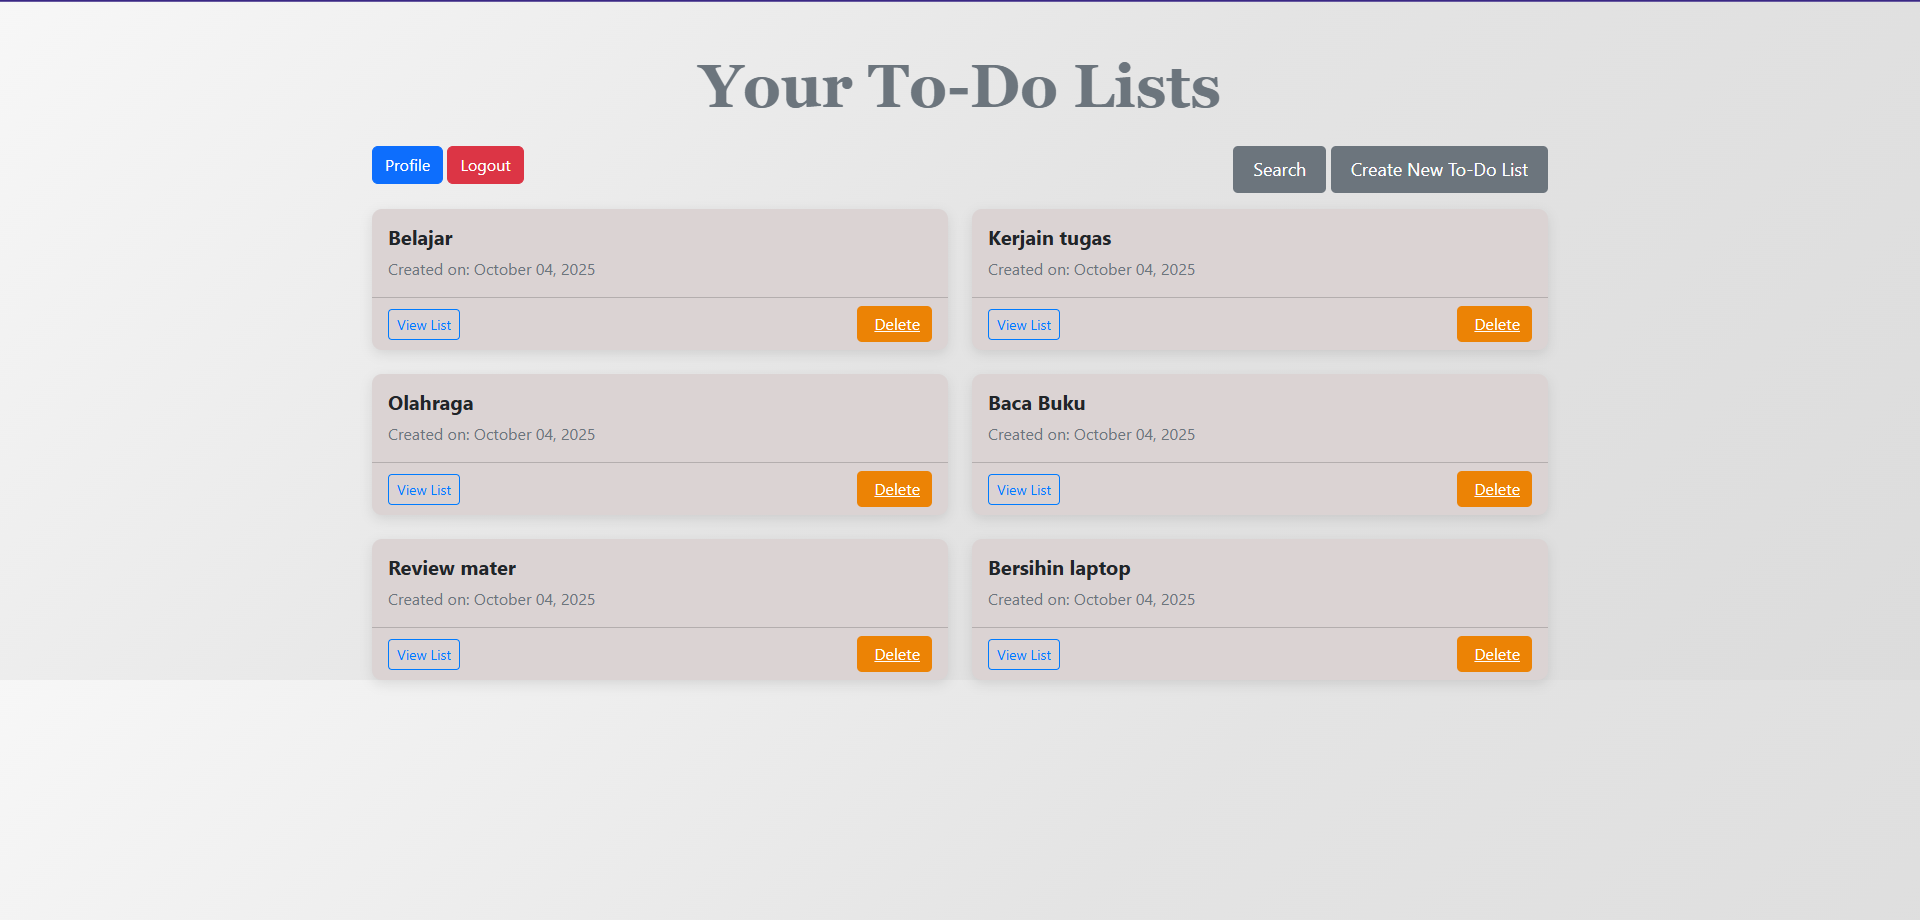 Your To-Do Lists
Profile Logout Search Create New To-Do List
Belajar
Created on: October 04, 2025
View List Delete
Kerjain tugas
Created on: October 04, 2025
View List Delete
Olahraga
Created on: October 04, 2025
View List Delete
Baca Buku
Created on: October 04, 2025
View List Delete
Review mater
Created on: October 04, 2025
View List Delete
Bersihin laptop
Created on: October 04, 2025
View List Delete